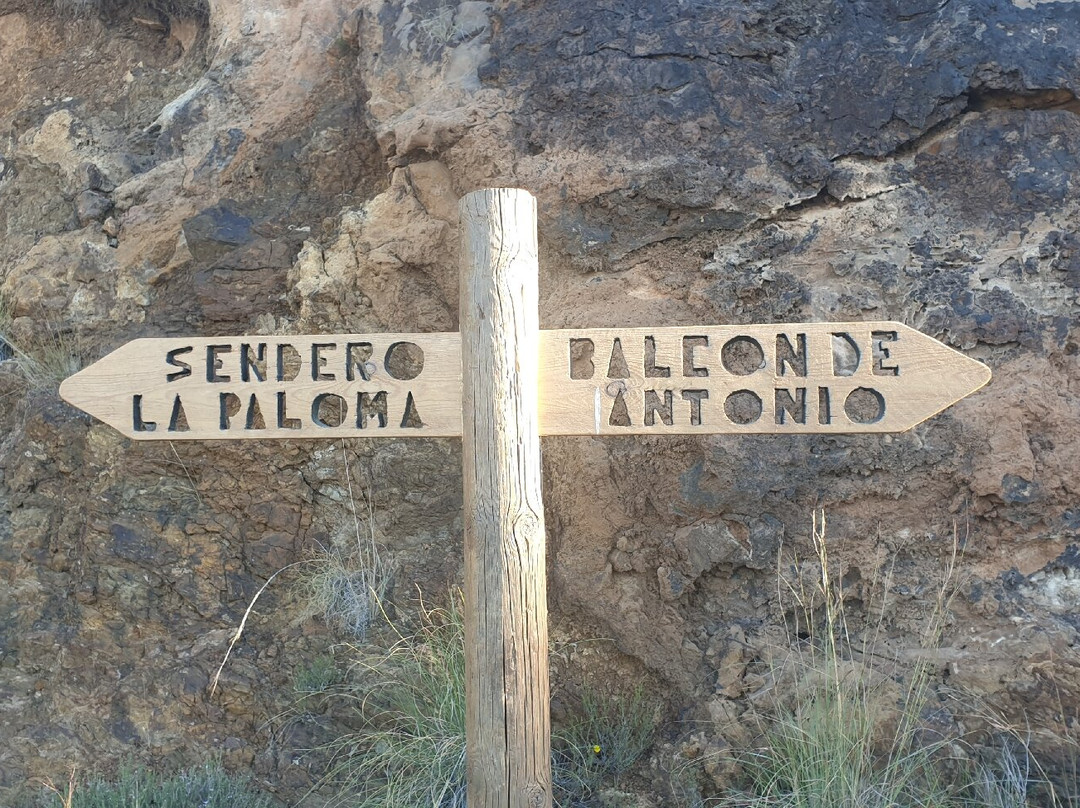 SENDERO
LA PALOMA
BALCON DE
ANTONIO